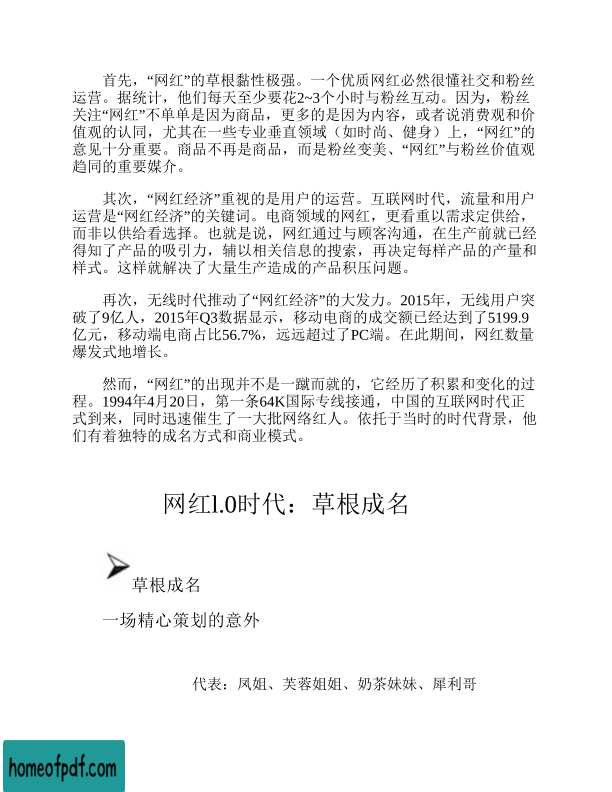 首先，“网红”的草根黏性极强。一个优质网红必然很懂社交和粉丝
运营。据统计，他们每天至少要花2~3个小时与粉丝互动。因为，粉丝
关注“网红”不单单是因为商品，更多的是因为内容，或者说消费观和价
值观的认同，尤其在一些专业垂直领域（如时尚、健身）上，“网红”的
意见十分重要。商品不再是商品，而是粉丝变美、“网红”与粉丝价值观
趋同的重要媒介。
其次，“网红经济”重视的是用户的运营。互联网时代，流量和用户
运营是“网红经济”的关键词。电商领域的网红，更看重以需求定供给，
而非以供给看选择。也就是说，网红通过与顾客沟通，在生产前就已经
得知了产品的吸引力，辅以相关信息的搜索，再决定每样产品的产量和
样式。这样就解决了大量生产造成的产品积压问题。
再次，无线时代推动了“网红经济”的大发力。2015年，无线用户突
破了9亿人，2015年Q3数据显示，移动电商的成交额已经达到了5199.9
亿元，移动端电商占比56.7%，远远超过了PC端。在此期间，网红数量
爆发式地增长。
然而，“网红”的出现并不是一蹴而就的，它经历了积累和变化的过
程。1994年4月20日，第一条64K国际专线接通，中国的互联网时代正
式到来，同时迅速催生了一大批网络红人。依托于当时的时代背景，他
们有着独特的成名方式和商业模式。
网红l.0时代：草根成名
草根成名
一场精心策划的意外
代表：凤姐、芙蓉姐姐、奶茶妹妹、犀利哥
homeofpdf.com